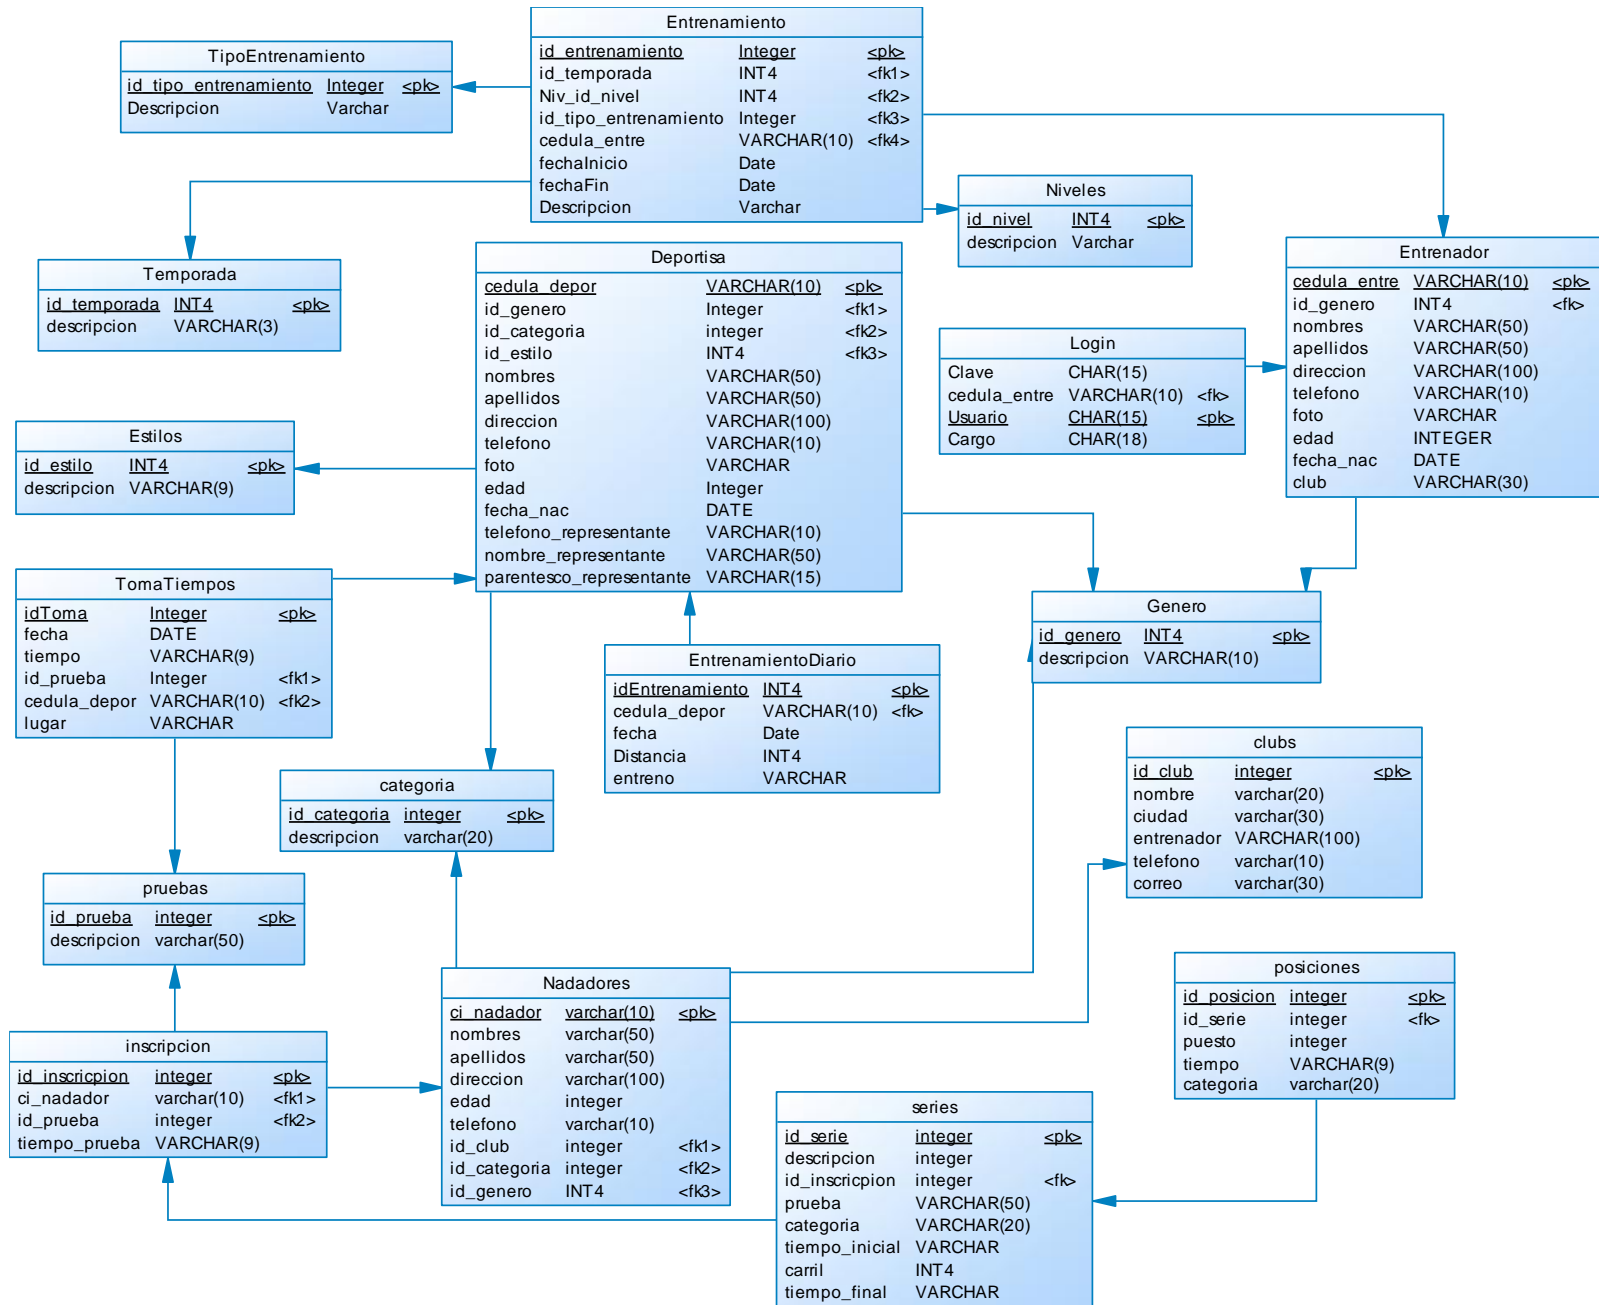 Entrenamiento
id_entrenamiento Integer <pk>
id_temporada INT4 <fk1>
Niv_id_nivel INT4 <fk2>
id_tipo_entrenamiento Integer <fk3>
cedula_entre VARCHAR(10) <fk4>
fechaInicio Date
fechaFin Date
Descripcion Varchar
TipoEntrenamiento
id_tipo_entrenamiento Integer <pk>
Descripcion Varchar
Niveles
id_nivel INT4 <pk>
descripcion Varchar
Temporada
id_temporada INT4 <pk>
descripcion VARCHAR(3)
Deportisa
cedula_depor VARCHAR(10) <pk>
id_genero Integer <fk1>
id_categoria integer <fk2>
id_estilo INT4 <fk3>
nombres VARCHAR(50)
apellidos VARCHAR(50)
direccion VARCHAR(100)
telefono VARCHAR(10)
foto VARCHAR
edad Integer
fecha_nac DATE
telefono_representante VARCHAR(10)
nombre_representante VARCHAR(50)
parentesco_representante VARCHAR(15)
Entrenador
cedula_entre VARCHAR(10) <pk>
id_genero INT4 <fk>
nombres VARCHAR(50)
apellidos VARCHAR(50)
direccion VARCHAR(100)
telefono VARCHAR(10)
foto VARCHAR
edad INTEGER
fecha_nac DATE
club VARCHAR(30)
Login
Clave CHAR(15)
cedula_entre VARCHAR(10) <fk>
Usuario CHAR(15) <pk>
Cargo CHAR(18)
Estilos
id_estilo INT4 <pk>
descripcion VARCHAR(9)
TomaTiempos
idToma Integer <pk>
fecha DATE
tiempo VARCHAR(9)
id_prueba Integer <fk1>
cedula_depor VARCHAR(10) <fk2>
lugar VARCHAR
Genero
id_genero INT4 <pk>
descripcion VARCHAR(10)
EntrenamientoDiario
idEntrenamiento INT4 <pk>
cedula_depor VARCHAR(10) <fk>
fecha Date
Distancia INT4
entreno VARCHAR
clubs
id_club integer <pk>
nombre varchar(20)
ciudad varchar(30)
entrenador VARCHAR(100)
telefono varchar(10)
correo varchar(30)
categoria
id_categoria integer <pk>
descripcion varchar(20)
pruebas
id_prueba integer <pk>
descripcion varchar(50)
Nadadores
ci_nadador varchar(10) <pk>
nombres varchar(50)
apellidos varchar(50)
direccion varchar(100)
edad integer
telefono varchar(10)
id_club integer <fk1>
id_categoria integer <fk2>
id_genero INT4 <fk3>
posiciones
id_posicion integer <pk>
id_serie integer <fk>
puesto integer
tiempo VARCHAR(9)
categoria varchar(20)
inscripcion
id_inscricpion integer <pk>
ci_nadador varchar(10) <fk1>
id_prueba integer <fk2>
tiempo_prueba VARCHAR(9)
series
id_serie integer <pk>
descripcion integer
id_inscricpion integer <fk>
prueba VARCHAR(50)
categoria VARCHAR(20)
tiempo_inicial VARCHAR
carril INT4
tiempo_final VARCHAR